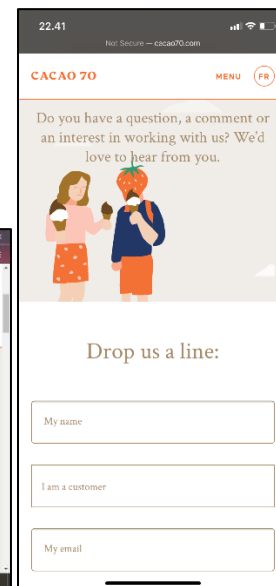 22.41
Not Secure — cacao70.com
CACAO 70
MENU
FR
Do you have a question, a comment or
an interest in working with us? We'd
love to hear from you.
Drop us a line:
My name
I am a customer
My email